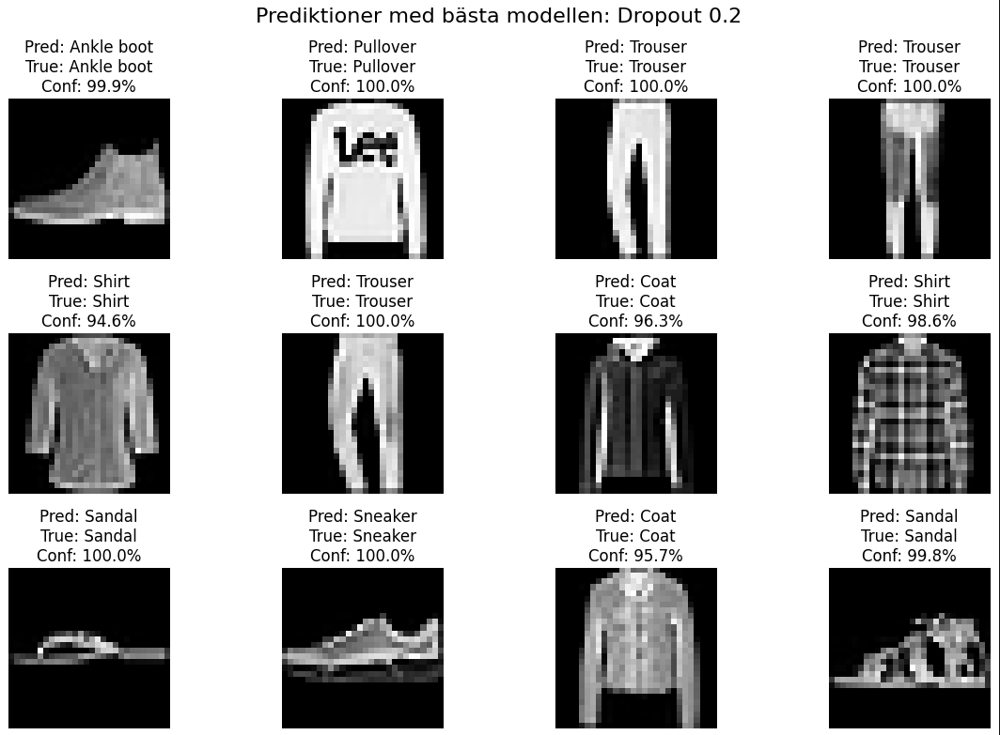 Prediktioner med bästa modellen: Dropout 0.2
Pred: Ankle boot
True: Ankle boot
Conf: 99.9%
Pred: Pullover
True: Pullover
Conf: 100.0%
Pred: Trouser
True: Trouser
Conf: 100.0%
Pred: Trouser
True: Trouser
Conf: 100.0%
Lee
Pred: Shirt
True: Shirt
Conf: 94.6%
Pred: Trouser
True: Trouser
Conf: 100.0%
Pred: Coat
True: Coat
Conf: 96.3%
Pred: Shirt
True: Shirt
Conf: 98.6%
Pred: Sandal
True: Sandal
Conf: 100.0%
Pred: Sneaker
True: Sneaker
Conf: 100.0%
Pred: Coat
True: Coat
Conf: 95.7%
Pred: Sandal
True: Sandal
Conf: 99.8%